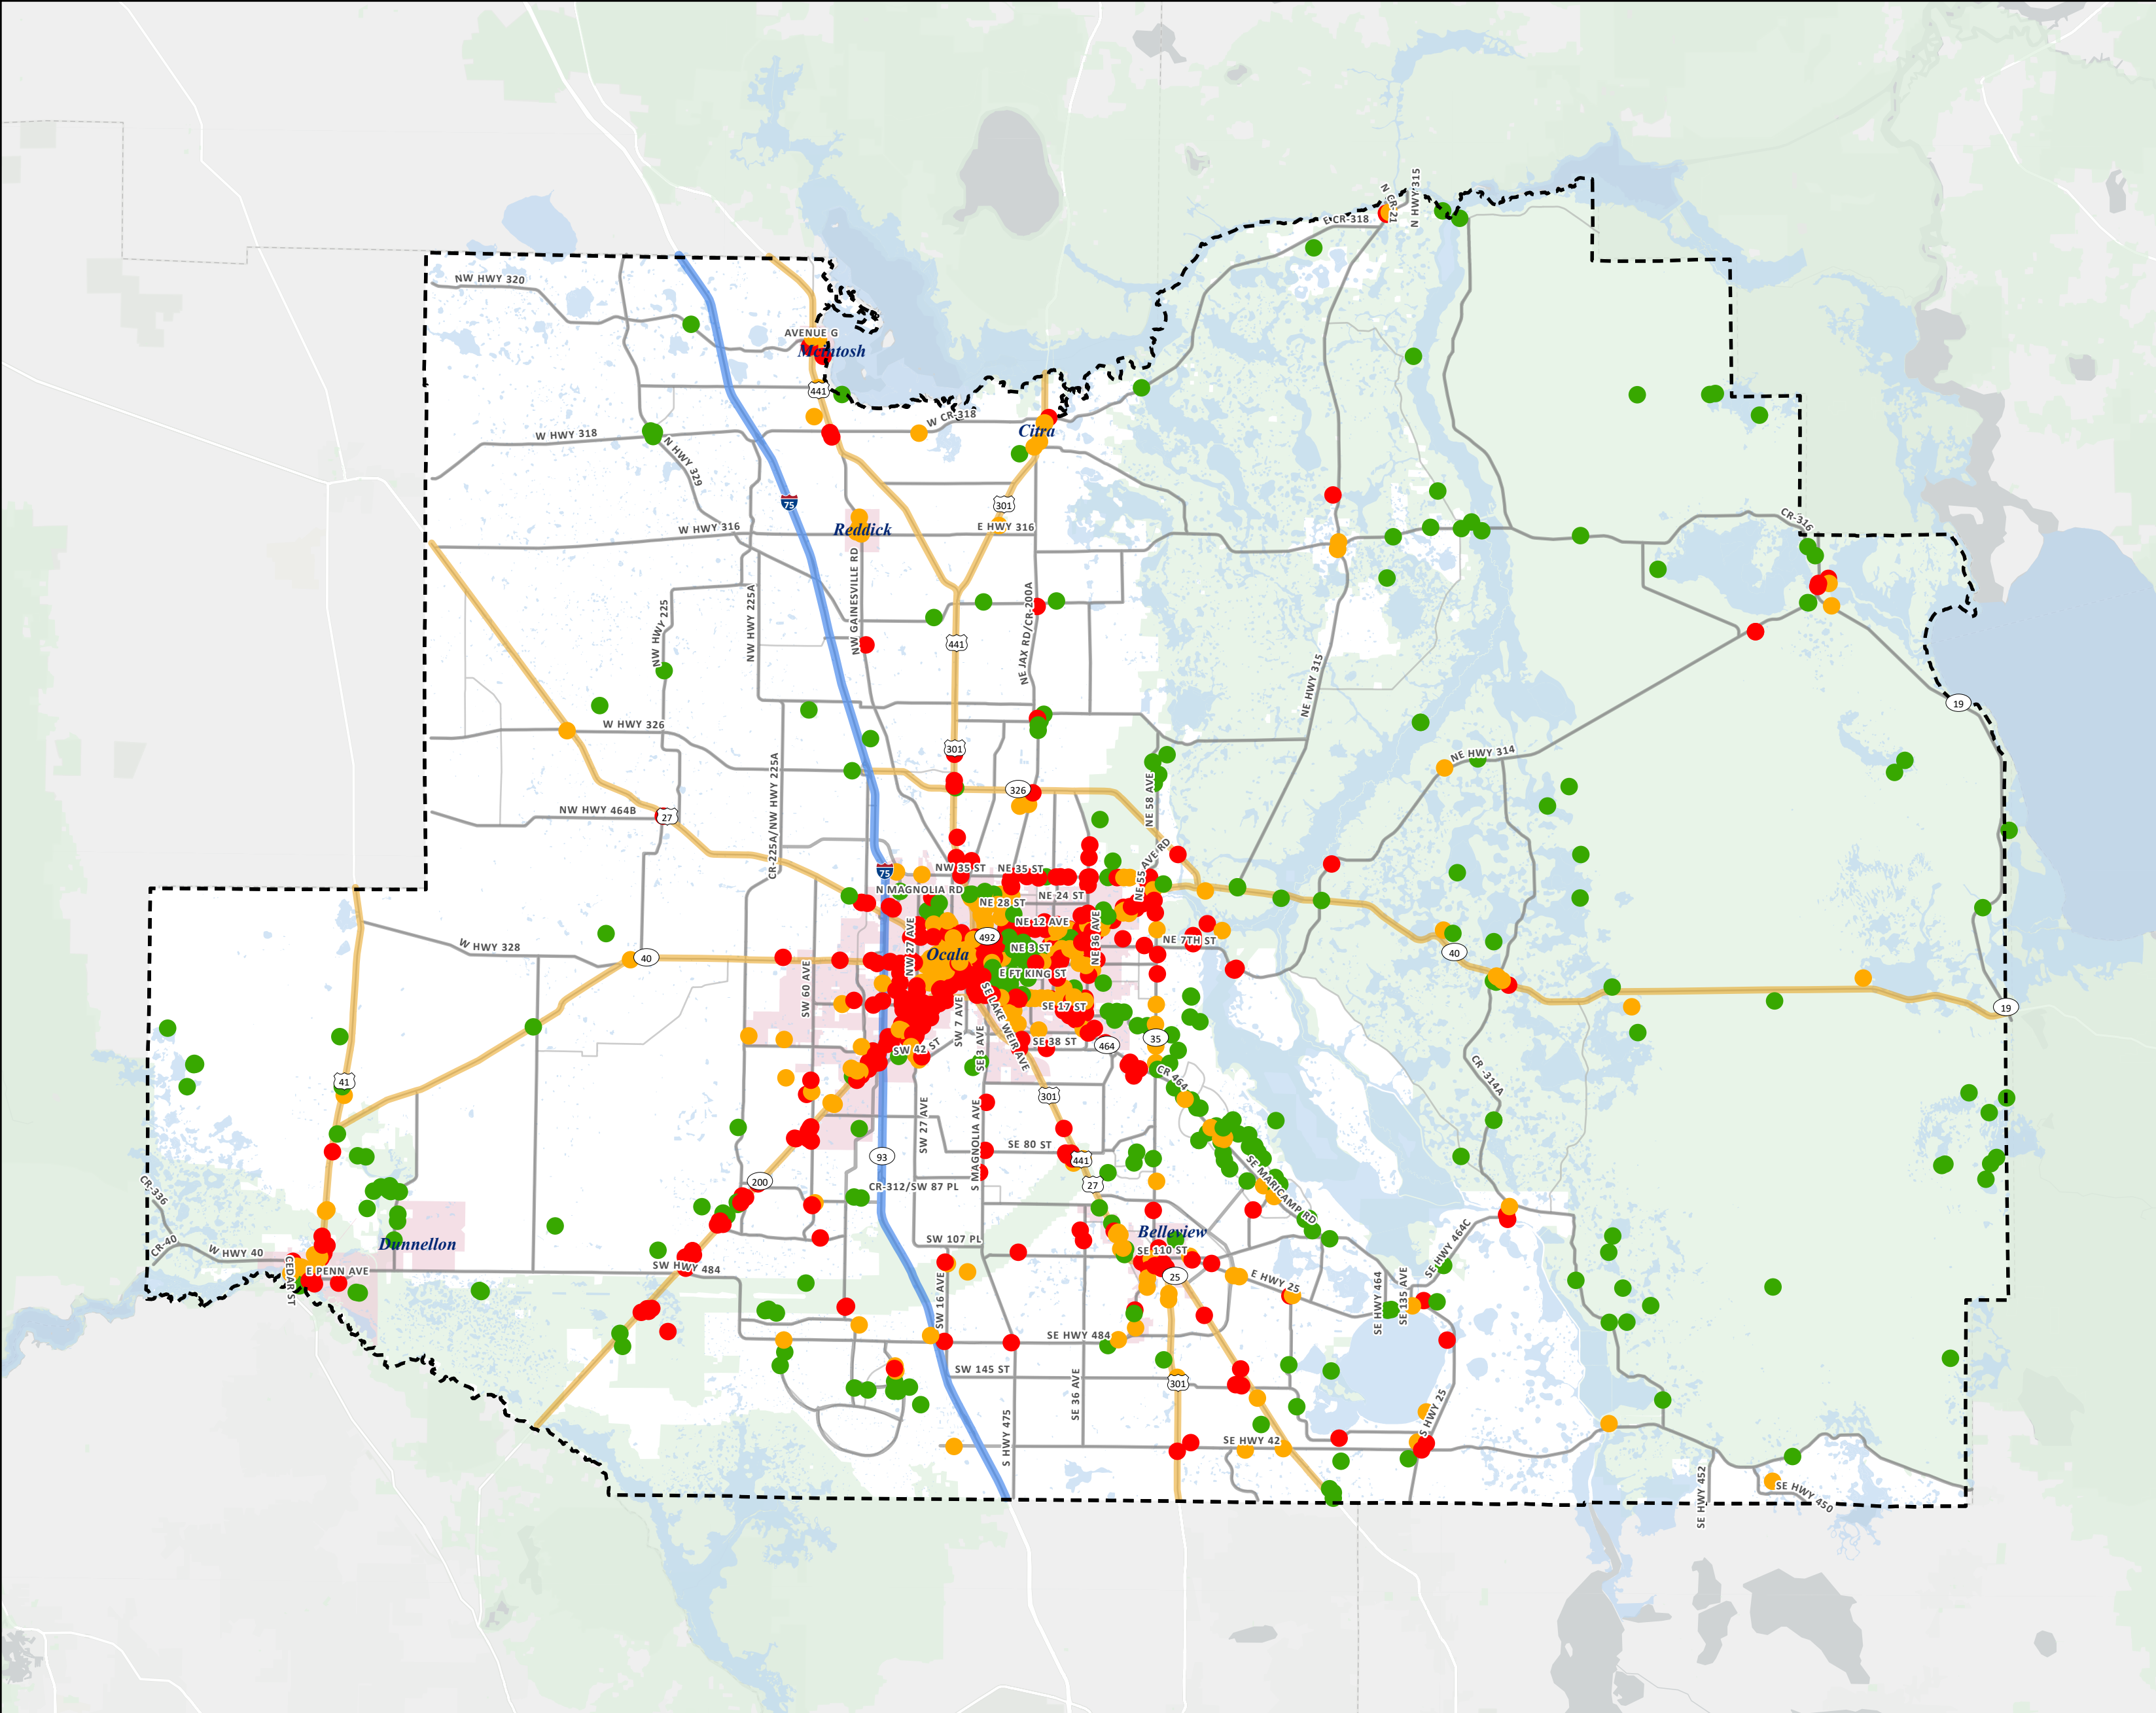 N HWY 315
N CR-21
E CR-318
NW HWY 320
AVENUE G
Mcintosh
441
W CR-318
Citra
W HWY 318
N HWY 329
75
301
Reddick
W HWY 316
E HWY 316
CR-316
NW GAINESVILLE RD
NE JAX RD/CR-200A
NW HWY 225A
NW HWY 225
441
NE HWY 315
19
W HWY 326
301
NE HWY 314
CR-225A/NW HWY 225A
326
NE 58 AVE
NW HWY 464B
27
75
NW 35 ST
NE 35 ST
NE 55 AVE RD
N MAGNOLIA RD
NE 24 ST
NE 28 ST
NE 12 AVE
NW 27 AVE
492
NE 36 AVE
NE 7TH ST
W HWY 328
40
Ocala
NE 3 ST
40
E FT KING ST
SW 60 AVE
SE LAKE WEIR AVE
SE 17 ST
SW 7 AVE
19
SE 3 AVE
SE 38 ST
464
35
SW 42 ST
41
CR 464
CR -314A
301
SW 27 AVE
S MAGNOLIA AVE
SE 80 ST
93
441
CR-336
200
27
CR-312/SW 87 PL
SE MARICAMP RD
Dunnellon
Belleview
SW 107 PL
SE 110 ST
CR-40
W HWY 40
SE HWY 464C
E PENN AVE
CEDAR ST
SW HWY 484
25
E HWY 25
SW 16 AVE
SE HWY 464
SE 135 AVE
SE HWY 484
SW 145 ST
SE 36 AVE
301
S HWY 25
S HWY 475
SE HWY 42
SE HWY 452
SE HWY 450